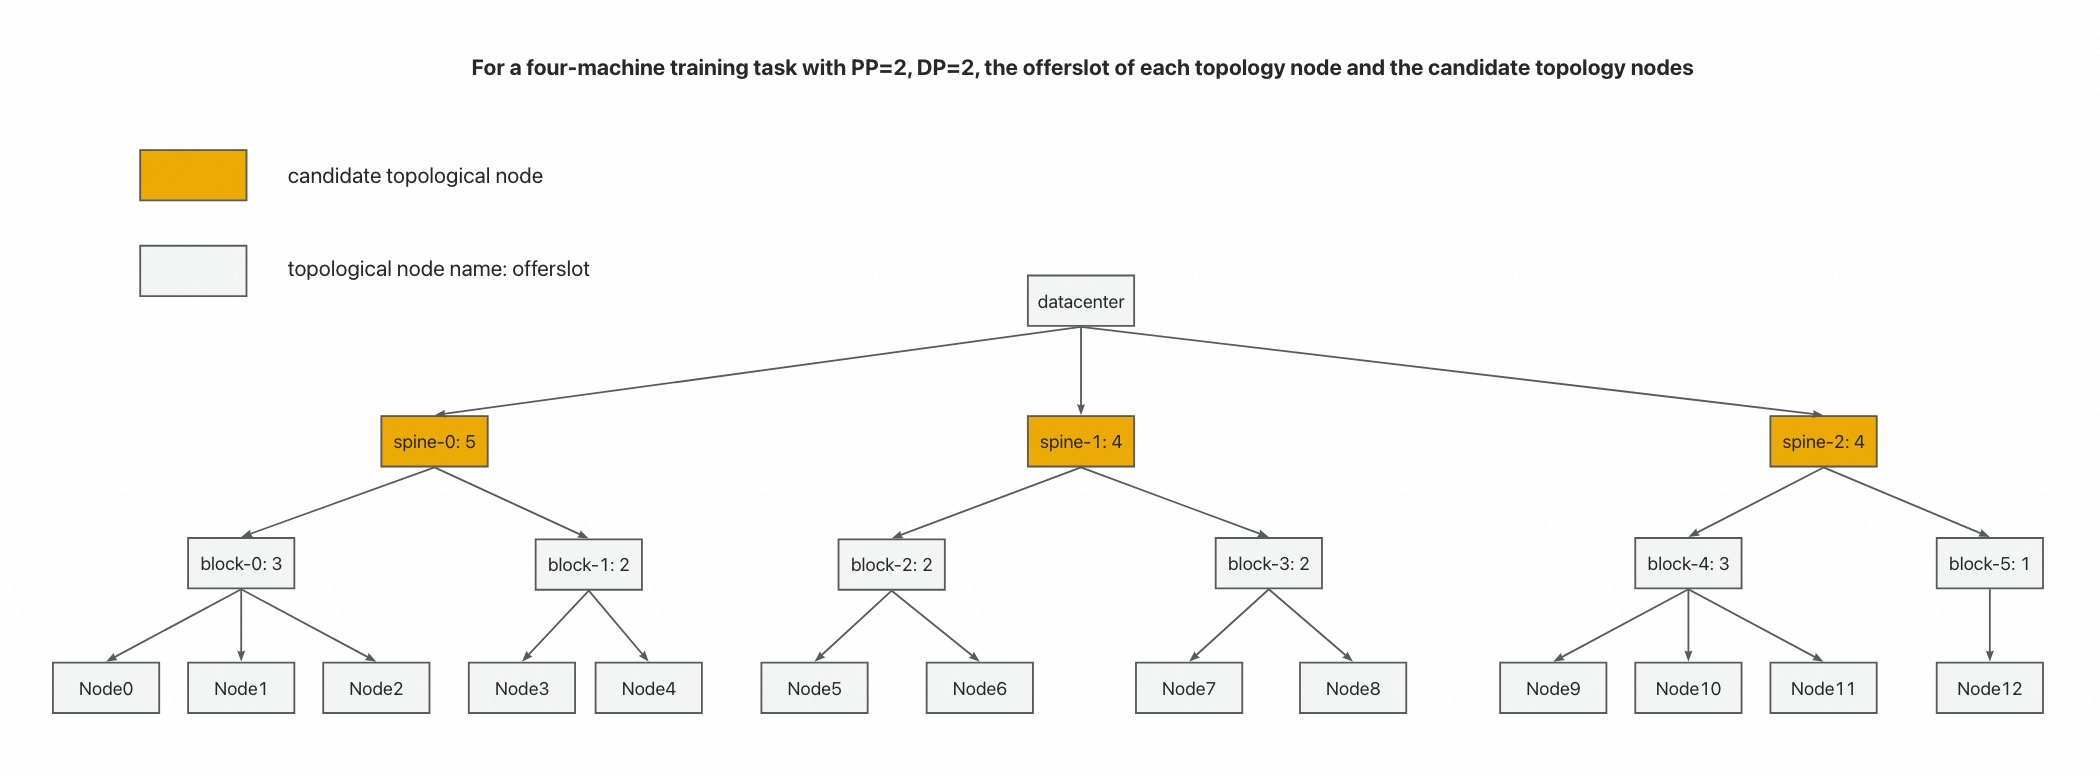 For a four-machine training task with PP=2, DP=2, the offerslot of each topology node and the candidate topology nodes
candidate topological node
topological node name: offerslot
datacenter
spine-0: 5
spine-1: 4
spine-2: 4
block-0: 3
block-1: 2
block-2: 2
block-3: 2
block-4: 3
block-5: 1
Node0
Node1
Node2
Node3
Node4
Node5
Node6
Node7
Node8
Node9
Node10
Node11
Node12